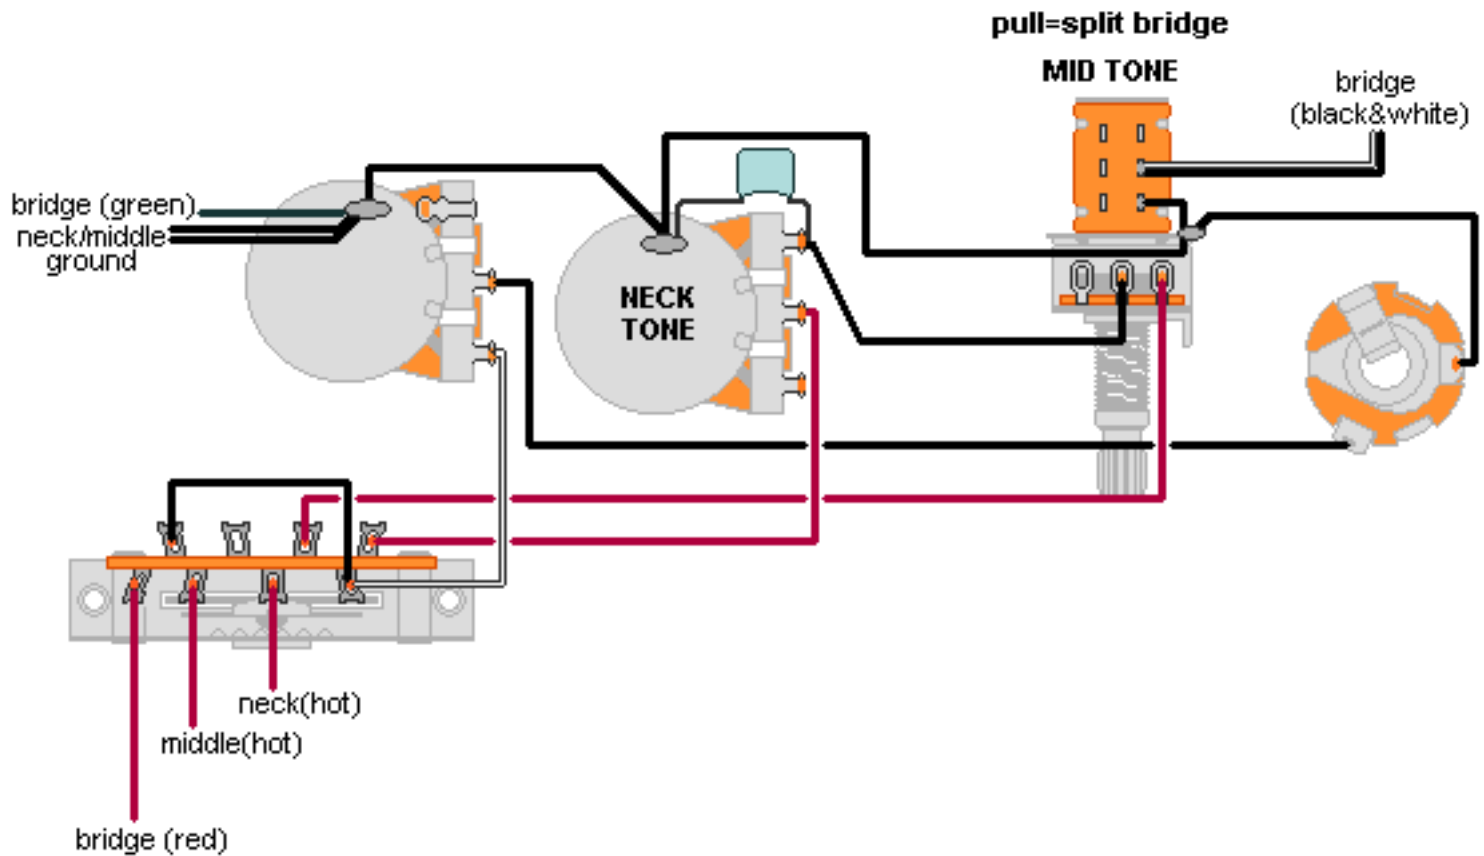 pull=split bridge
MID TONE
bridge
(black&white)
bridge (green)
neck/middle
ground
NECK
TONE
neck(hot)
middle(hot)
bridge (red)